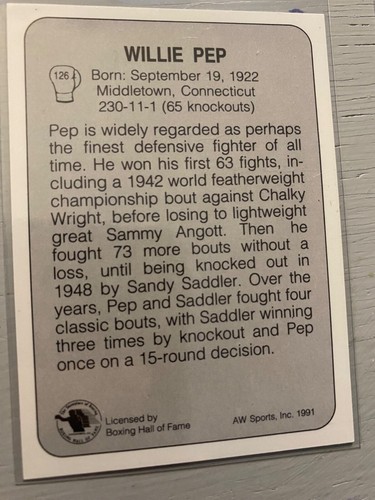 WILLIE PEP
126
Born: September 19, 1922
Middletown, Connecticut
230-11-1 (65 knockouts)
Pep is widely regarded as perhaps
the finest defensive fighter of all
time. He won his first 63 fights, in-
cluding a 1942 world featherweight
championship bout against Chalky
Wright, before losing to lightweight
great Sammy Angott. Then he
fought 73 more bouts without a
loss, until being knocked out in
1948 by Sandy Saddler. Over the
years, Pep and Saddler fought four
classic bouts, with Saddler winning
three times by knockout and Pep
once on a 15-round decision.
Licensed by
Boxing Hall of Fame
AW Sports, Inc. 1991